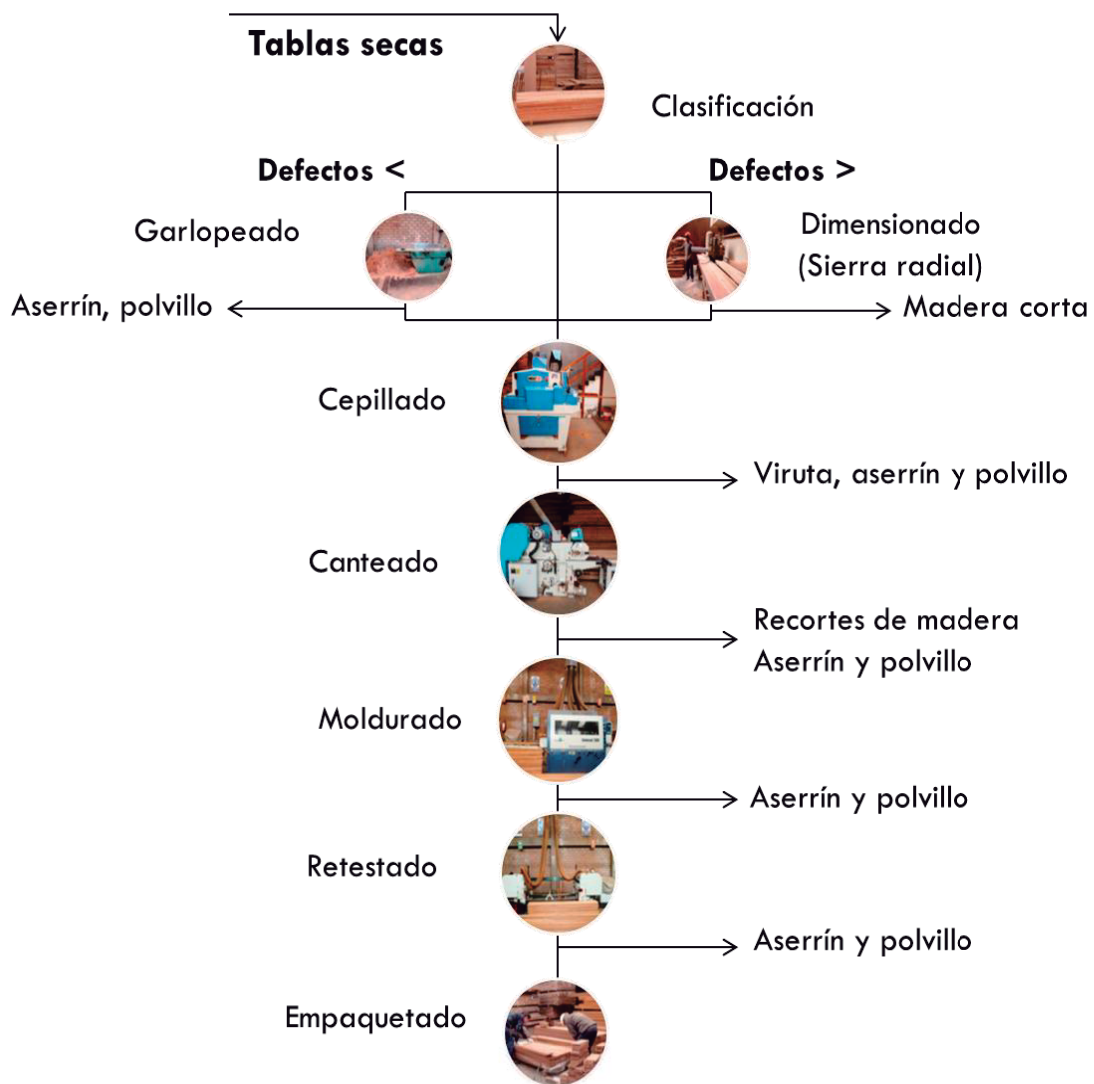 Tablas secas
Clasificación
Defectos <
Defectos >
Garlopeado
Dimensionado
(Sierra radial)
Aserrín, polvillo
Madera corta
Cepillado
Viruta, aserrín y polvillo
Canteado
Recortes de madera
Aserrín y polvillo
Moldurado
Aserrín y polvillo
Retestado
Aserrín y polvillo
Empaquetado